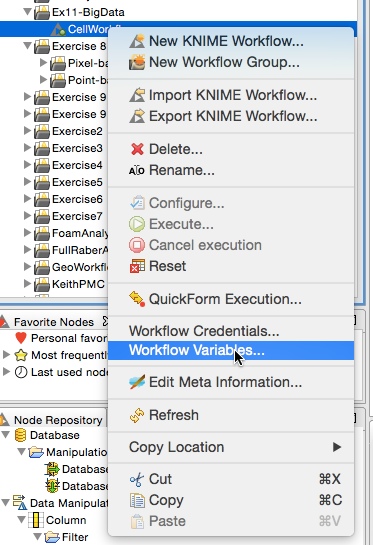 Ex11-BigData
CellWorkfl
Exercise 8
Pixel-ba
Point-ba
Exercise 9
Exercise 9
Exercise2
Exercise3
Exercise4
Exercise5
Exercise6
Exercise7
FoamAnaly
FullRaberA
GeoWorkfl
KeithPMC
New KNIME Workflow...
New Workflow Group...
Import KNIME Workflow...
Export KNIME Workflow...
Delete...
Rename...
Configure...
Execute...
Cancel execution
Reset
QuickForm Execution...
Workflow Credentials...
Workflow Variables...
Edit Meta Information...
Refresh
Copy Location
Cut ⌘X
Copy ⌘C
Paste ⌘V
Favorite Nodes
Personal favor
Most frequentl
Last used nod
Node Repository
Database
Manipulatio
Database
Database
Data Manipulat
Column
Filter